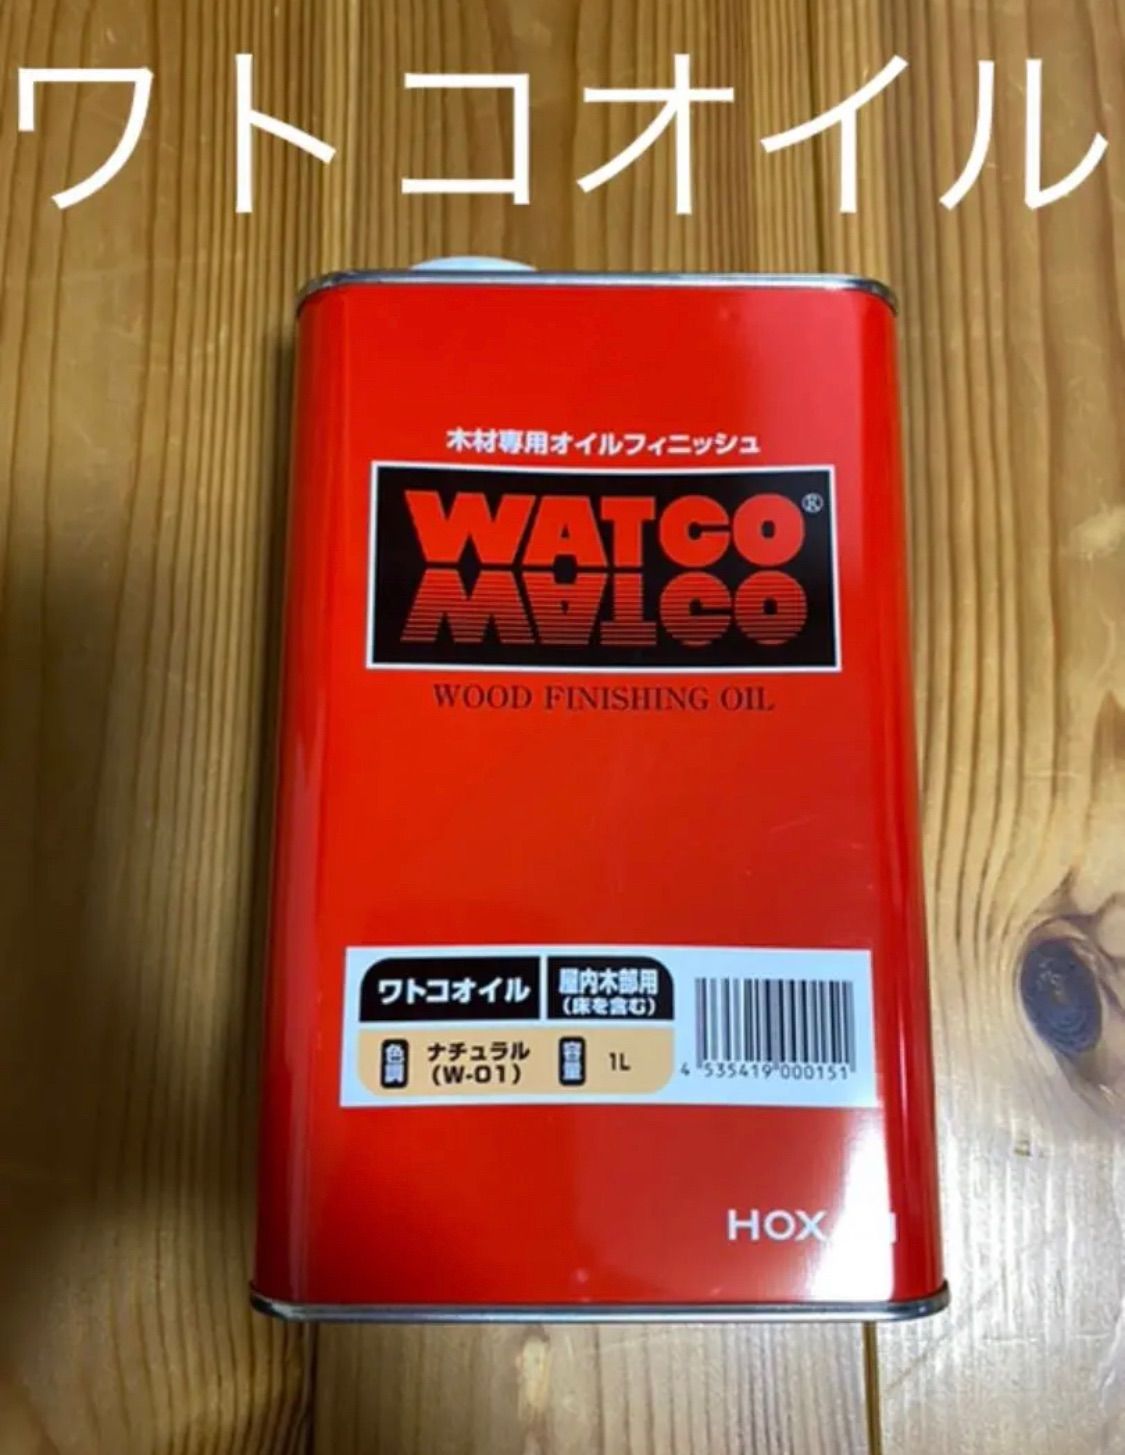 ワトコオイル
木材専用オイルフィニッシュ
WATCO®
WATCO
WOOD FINISHING OIL
ワトコオイル
屋内木部用
(床を含む)
色調
ナチュラル
(W-01)
容量
1L
4 535419 000151